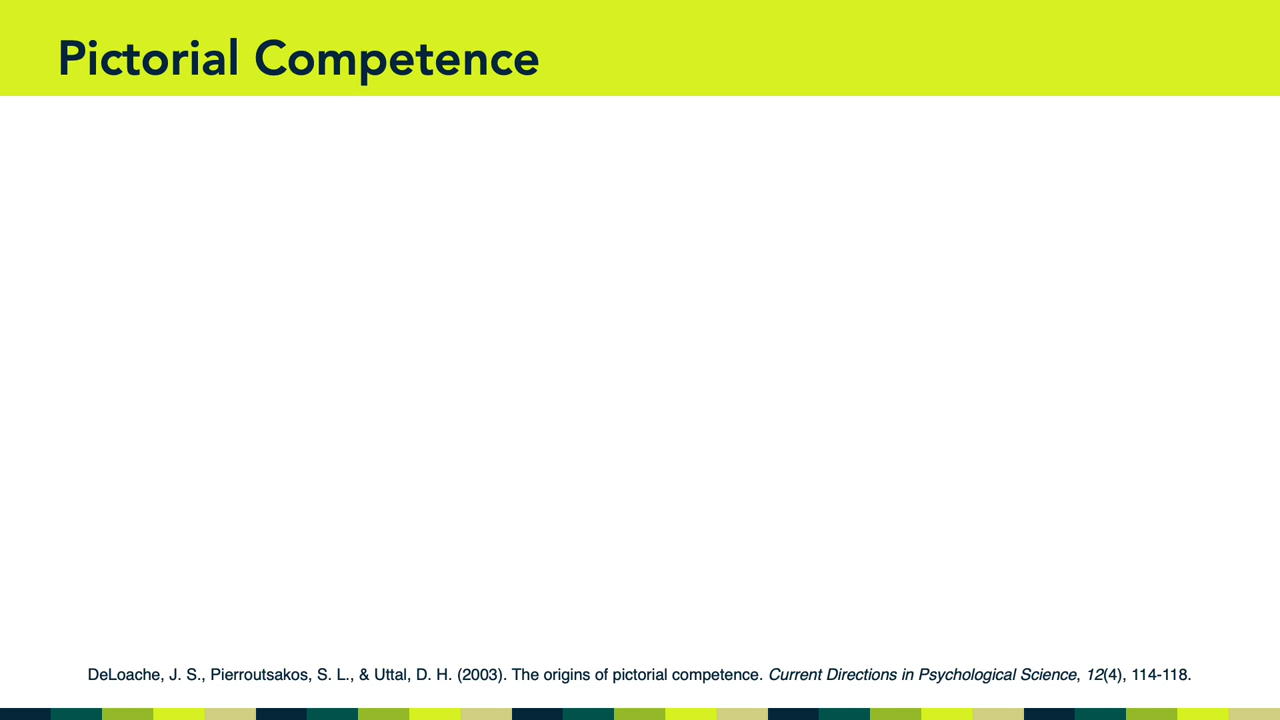 Pictorial Competence
DeLoache, J. S., Pierroutsakos, S. L., & Uttal, D. H. (2003). The origins of pictorial competence. Current Directions in Psychological Science, 12(4), 114-118.